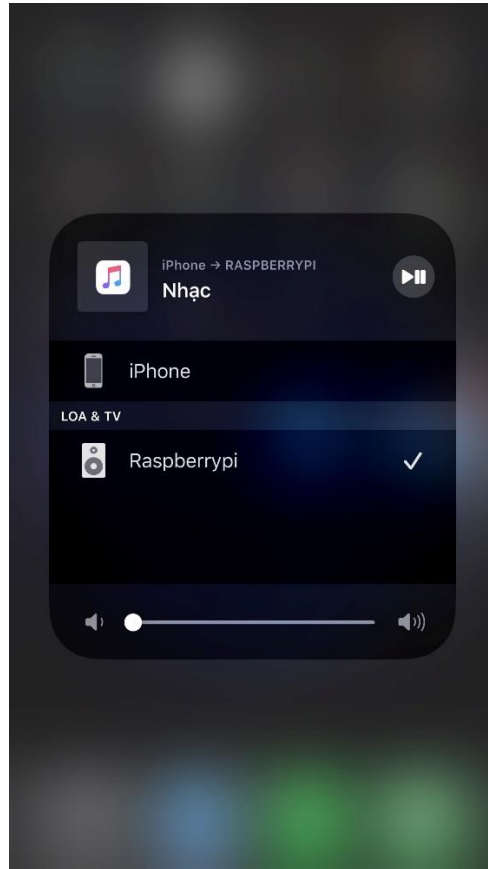 iPhone → RASPBERRYPI
Nhạc
iPhone
LOA & TV
Raspberrypi